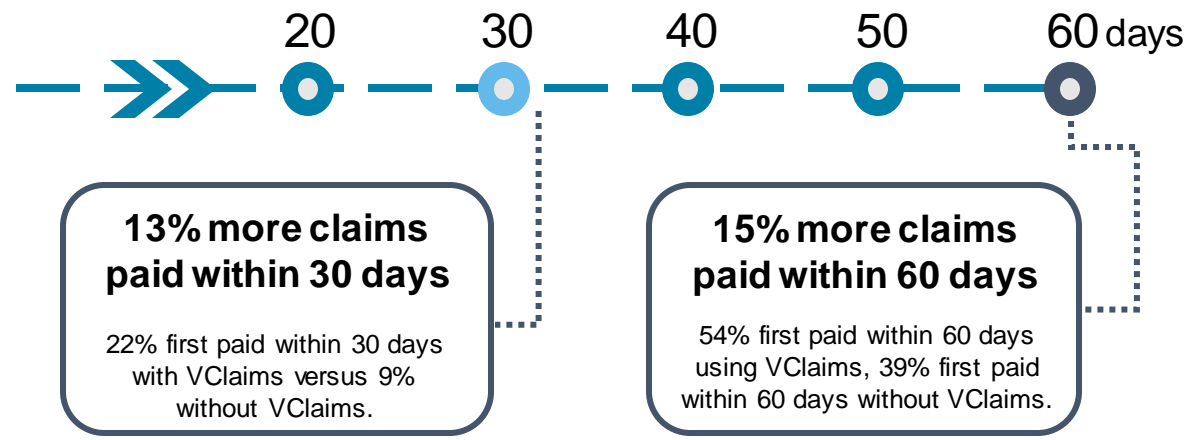 20 30 40 50 60 days
13% more claims
paid within 30 days
22% first paid within 30 days
with VClaims versus 9%
without VClaims.
15% more claims
paid within 60 days
54% first paid within 60 days
using VClaims, 39% first paid
within 60 days without VClaims.